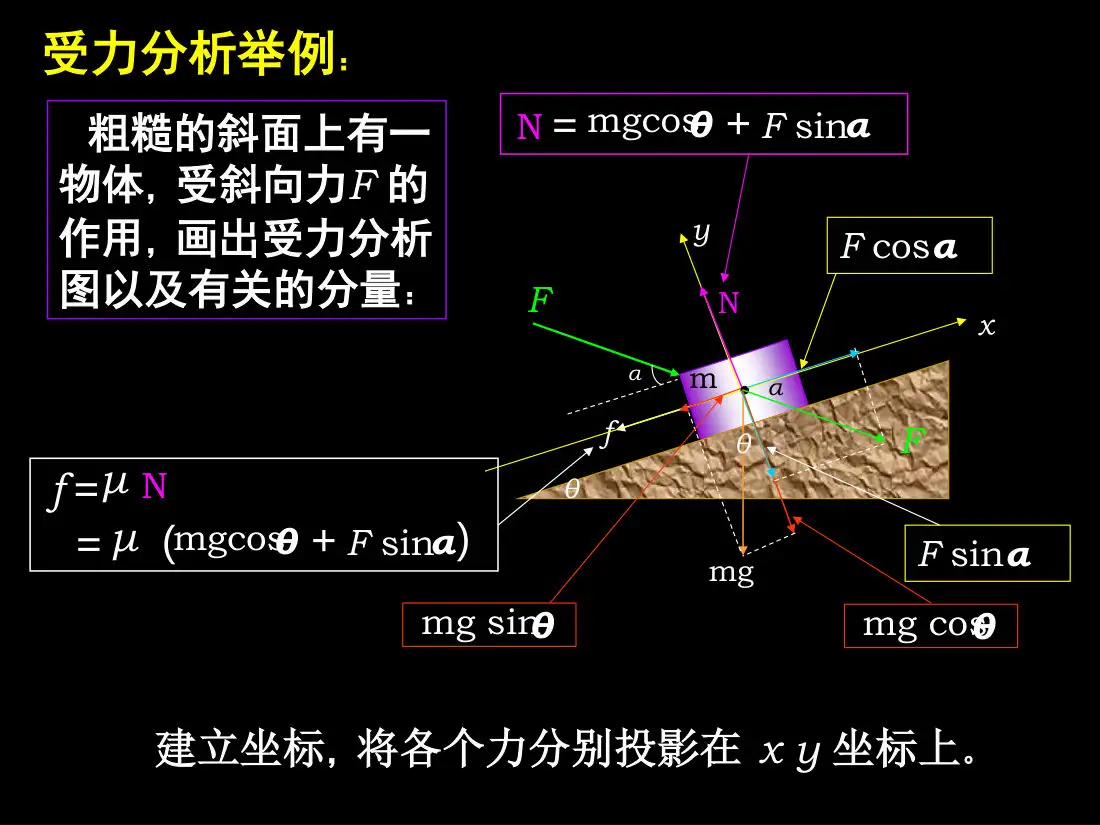 受力分析举例：
粗糙的斜面上有一
物体，受斜向力F 的
作用，画出受力分析
图以及有关的分量：
N = mgcosθ + F sinα
y
F cosα
F
N
x
α
m
α
f
θ
F
θ
f = μ N
= μ (mgcosθ + F sinα)
F sinα
mg
mg sinθ
mg cosθ
建立坐标，将各个力分别投影在 x y 坐标上。